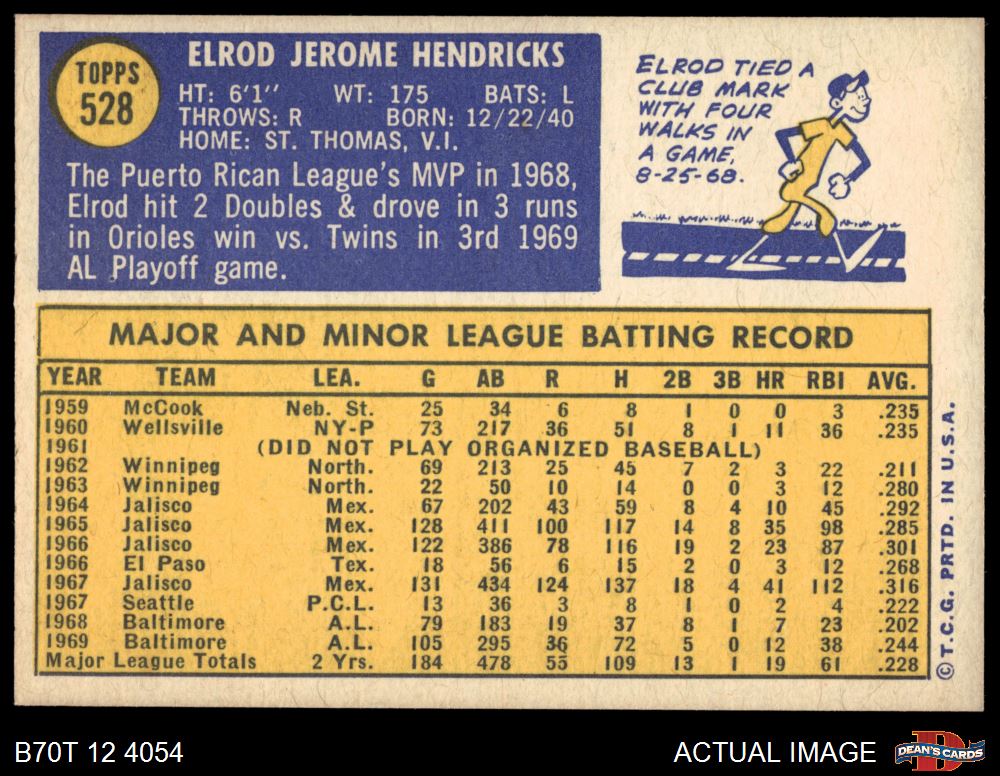 TOPPS
528
ELROD JEROME HENDRICKS
HT: 6'1'' WT: 175 BATS: L
THROWS: R BORN: 12/22/40
HOME: ST. THOMAS, V.I.
The Puerto Rican League's MVP in 1968,
Elrod hit 2 Doubles & drove in 3 runs
in Orioles win vs. Twins in 3rd 1969
AL Playoff game.
ELROD TIED A
CLUB MARK
WITH FOUR
WALKS IN
A GAME,
8-25-68.
MAJOR AND MINOR LEAGUE BATTING RECORD
YEAR TEAM LEA. G AB R H 2B 3B HR RBI AVG.
1959 McCook Neb. St. 25 34 6 8 1 0 0 3 .235
1960 Wellsville NY-P 73 217 36 51 8 1 11 36 .235
1961 (DID NOT PLAY ORGANIZED BASEBALL)
1962 Winnipeg North. 69 213 25 45 7 2 3 22 .211
1963 Winnipeg North. 22 50 10 14 0 0 3 12 .280
1964 Jalisco Mex. 67 202 43 59 8 4 10 45 .292
1965 Jalisco Mex. 128 411 100 117 14 8 35 98 .285
1966 Jalisco Mex. 122 386 78 116 19 2 23 87 .301
1966 El Paso Tex. 18 56 6 15 2 0 3 12 .268
1967 Jalisco Mex. 131 434 124 137 18 4 41 112 .316
1967 Seattle P.C.L. 13 36 3 8 1 0 2 4 .222
1968 Baltimore A.L. 79 183 19 37 8 1 7 23 .202
1969 Baltimore A.L. 105 295 36 72 5 0 12 38 .244
Major League Totals 2 Yrs. 184 478 55 109 13 1 19 61 .228
©T.C.G. PRTD. IN U.S.A.
B70T 12 4054
ACTUAL IMAGE
DEAN'S CARDS